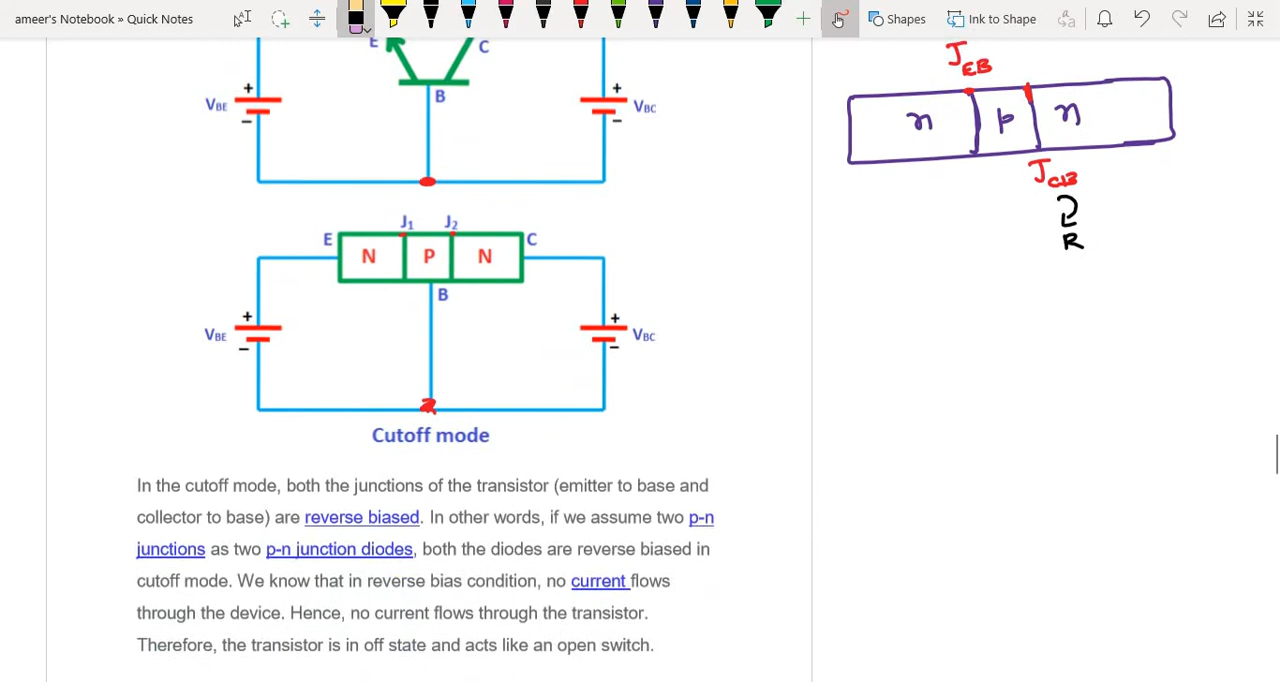 ameer's Notebook » Quick Notes
Shapes
Ink to Shape
E
C
+
VBE
-
B
+
VBC
-
J1
J2
E
N
P
N
C
B
+
VBE
-
+
VBC
-
Cutoff mode
In the cutoff mode, both the junctions of the transistor (emitter to base and
collector to base) are reverse biased. In other words, if we assume two p-n
junctions as two p-n junction diodes, both the diodes are reverse biased in
cutoff mode. We know that in reverse bias condition, no current flows
through the device. Hence, no current flows through the transistor.
Therefore, the transistor is in off state and acts like an open switch.
JEB
n
p
n
JCB
R